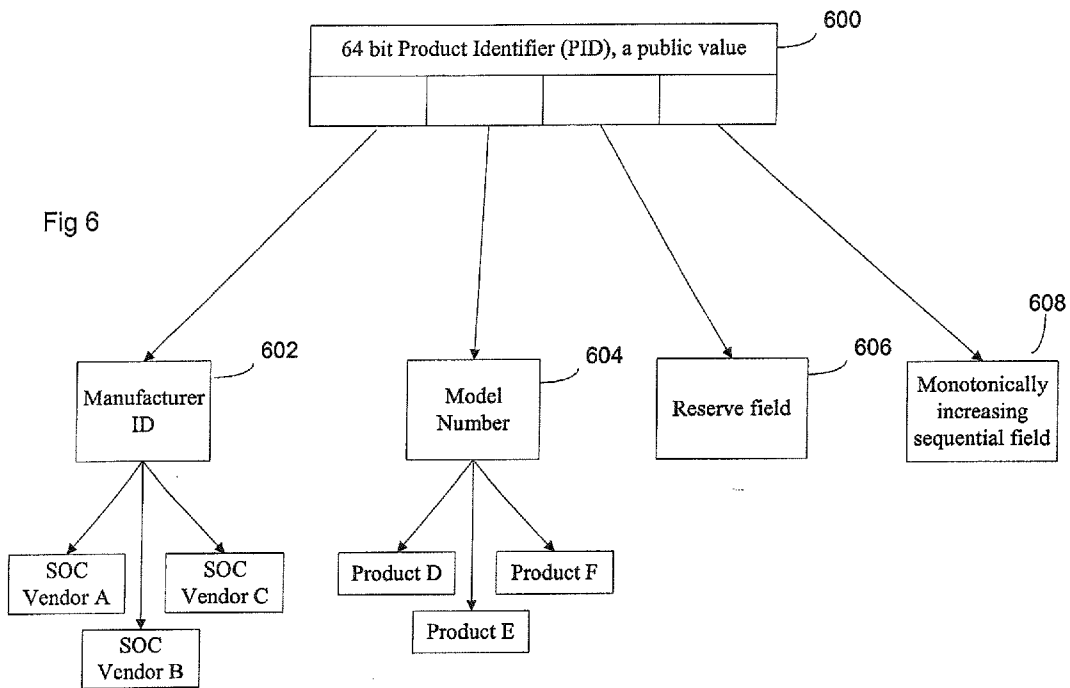 600
64 bit Product Identifier (PID), a public value
Fig 6
602
Manufacturer
ID
604
Model
Number
606
Reserve field
608
Monotonically
increasing
sequential field
SOC
Vendor A
SOC
Vendor B
SOC
Vendor C
Product D
Product E
Product F